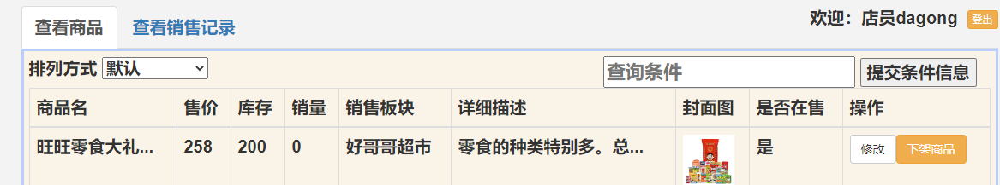 查看商品 查看销售记录 欢迎：店员dagong 登出
排列方式 默认 查询条件 提交条件信息
商品名 售价 库存 销量 销售板块 详细描述 封面图 是否在售 操作
旺旺零食大礼... 258 200 0 好哥哥超市 零食的种类特别多。总... 是 修改 下架商品